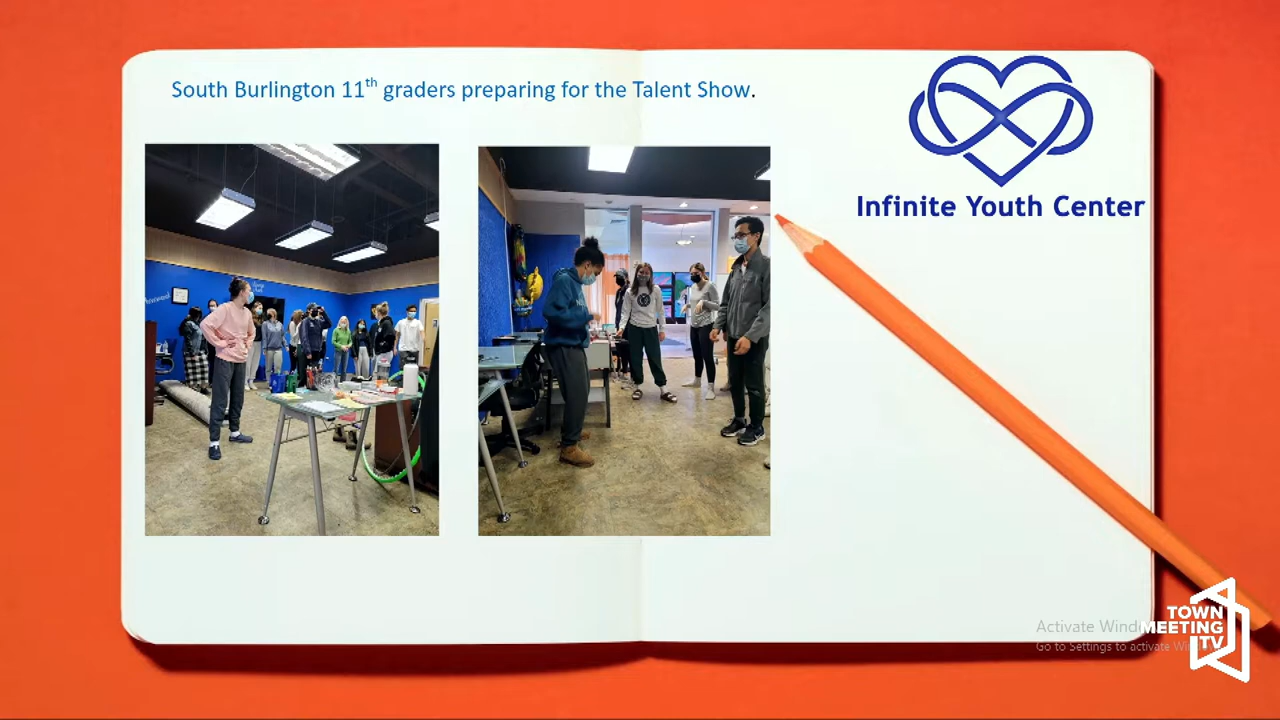 South Burlington 11th graders preparing for the Talent Show.
Infinite Youth Center
TOWN
MEETING
TV
Activate Wind
Go to Settings to activate